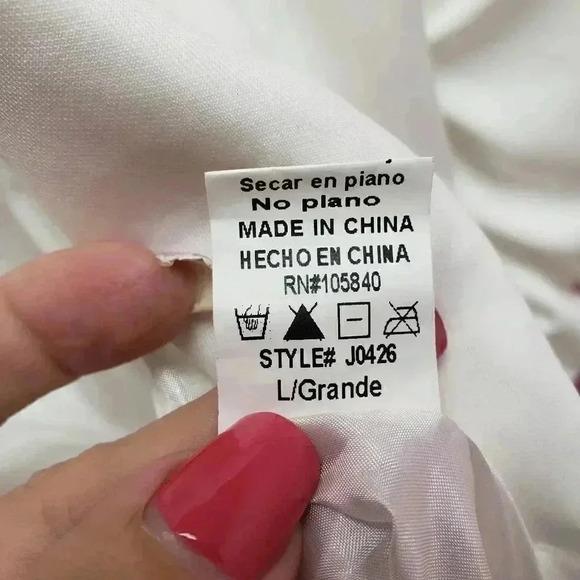 Secar en piano
No plano
MADE IN CHINA
HECHO EN CHINA
RN#105840
STYLE# J0426
L/Grande